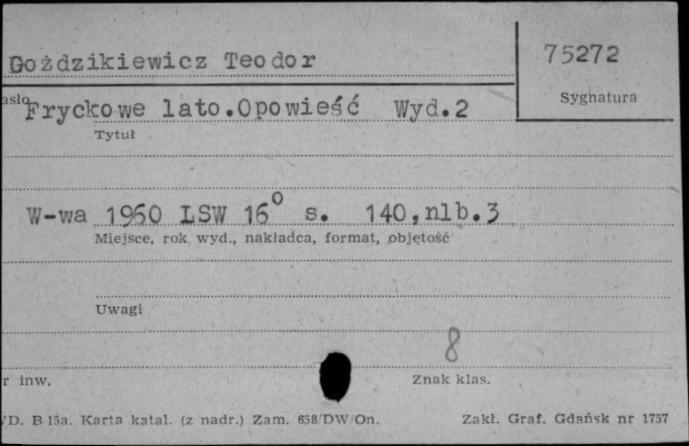 Goździkiewicz Teodor
75272
Sygnatura
asło
Fryckowe lato.Opowieść Wyd.2
Tytuł
W-wa 1960 LSW 16° s. 140,nlb.3
Miejsce, rok wyd., nakładca, format, objętość
Uwagi
8
r inw.
Znak klas.
D. B 15a. Karta katal. (z nadr.) Zam. 658/DW/On.
Zakł. Graf. Gdańsk nr 1757